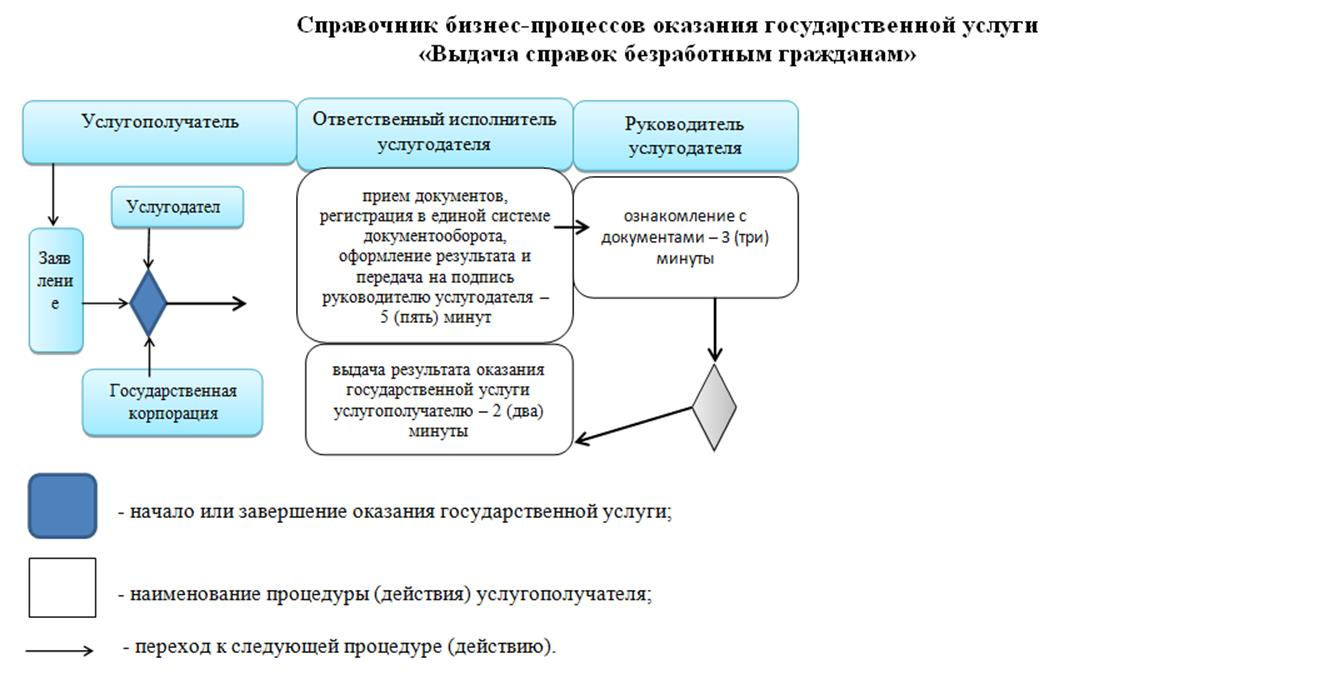 Справочник бизнес-процессов оказания государственной услуги
«Выдача справок безработным гражданам»
Услугополучатель
Ответственный исполнитель
услугодателя
Руководитель
услугодателя
Услугодател
Заяв
лени
е
Государственная
корпорация
прием документов,
регистрация в единой системе
документооборота,
оформление результата и
передача на подпись
руководителю услугодателя –
5 (пять) минут
ознакомление с
документами – 3 (три)
минуты
выдача результата оказания
государственной услуги
услугополучателю – 2 (два)
минуты
- начало или завершение оказания государственной услуги;
- наименование процедуры (действия) услугополучателя;
- переход к следующей процедуре (действию).